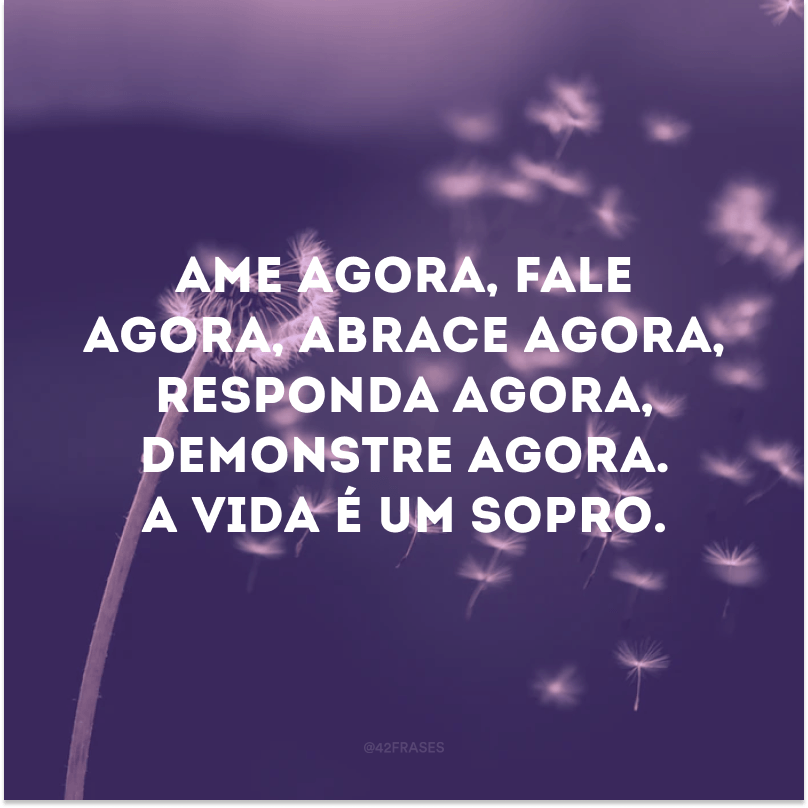 AME AGORA, FALE
AGORA, ABRACE AGORA,
RESPONDA AGORA,
DEMONSTRE AGORA.
A VIDA É UM SOPRO.
@42FRASES